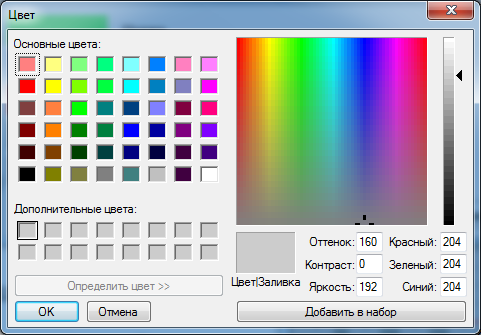 Цвет
Основные цвета:
Дополнительные цвета:
Определить цвет >>
OK
Отмена
Цвет|Заливка
Оттенок: 160
Контраст: 0
Яркость: 192
Красный: 204
Зеленый: 204
Синий: 204
Добавить в набор